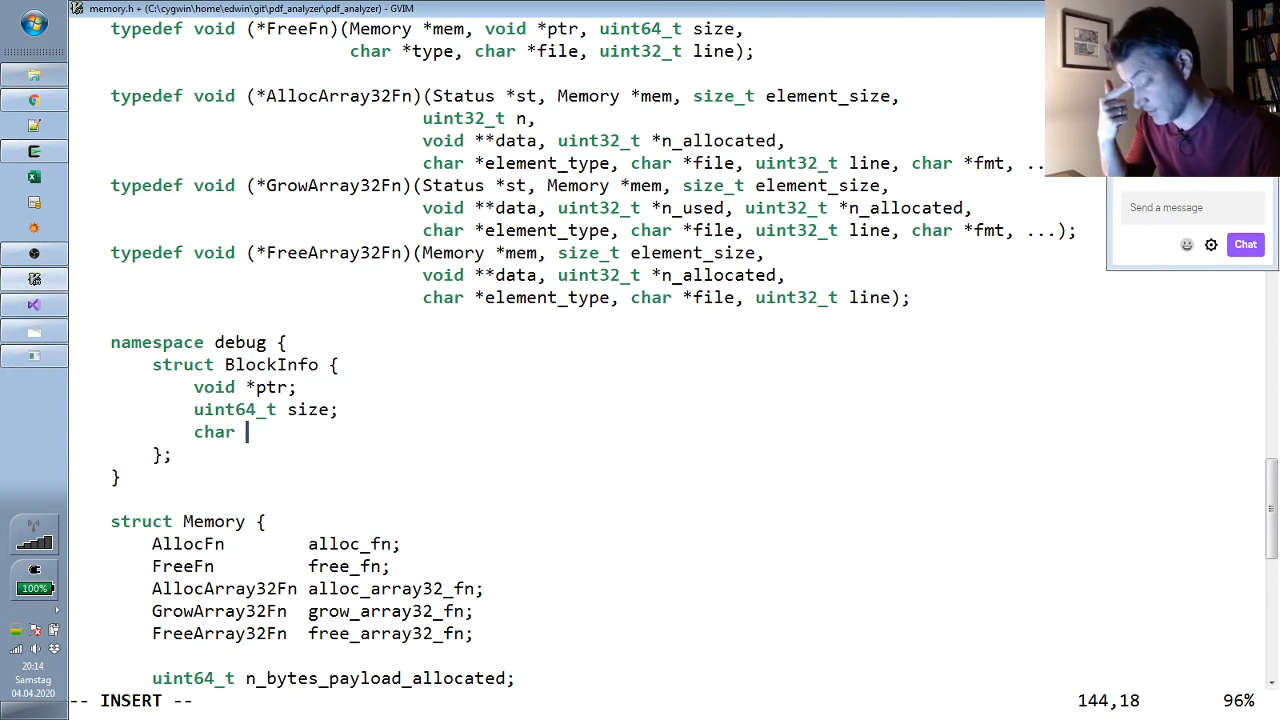 memory.h + (C:\cygwin\home\edwin\git\pdf_analyzer\pdf_analyzer) - GVIM
typedef void (*FreeFn)(Memory *mem, void *ptr, uint64_t size,
char *type, char *file, uint32_t line);
typedef void (*AllocArray32Fn)(Status *st, Memory *mem, size_t element_size,
uint32_t n,
void **data, uint32_t *n_allocated,
char *element_type, char *file, uint32_t line, char *fmt, ..
typedef void (*GrowArray32Fn)(Status *st, Memory *mem, size_t element_size,
void **data, uint32_t *n_used, uint32_t *n_allocated,
char *element_type, char *file, uint32_t line, char *fmt, ...);
typedef void (*FreeArray32Fn)(Memory *mem, size_t element_size,
void **data, uint32_t *n_allocated,
char *element_type, char *file, uint32_t line);
namespace debug {
struct BlockInfo {
void *ptr;
uint64_t size;
char
};
}
struct Memory {
AllocFn alloc_fn;
FreeFn free_fn;
AllocArray32Fn alloc_array32_fn;
GrowArray32Fn grow_array32_fn;
FreeArray32Fn free_array32_fn;
uint64_t n_bytes_payload_allocated;
-- INSERT -- 144,18 96%
Send a message
Chat
100%
20:14
Samstag
04.04.2020